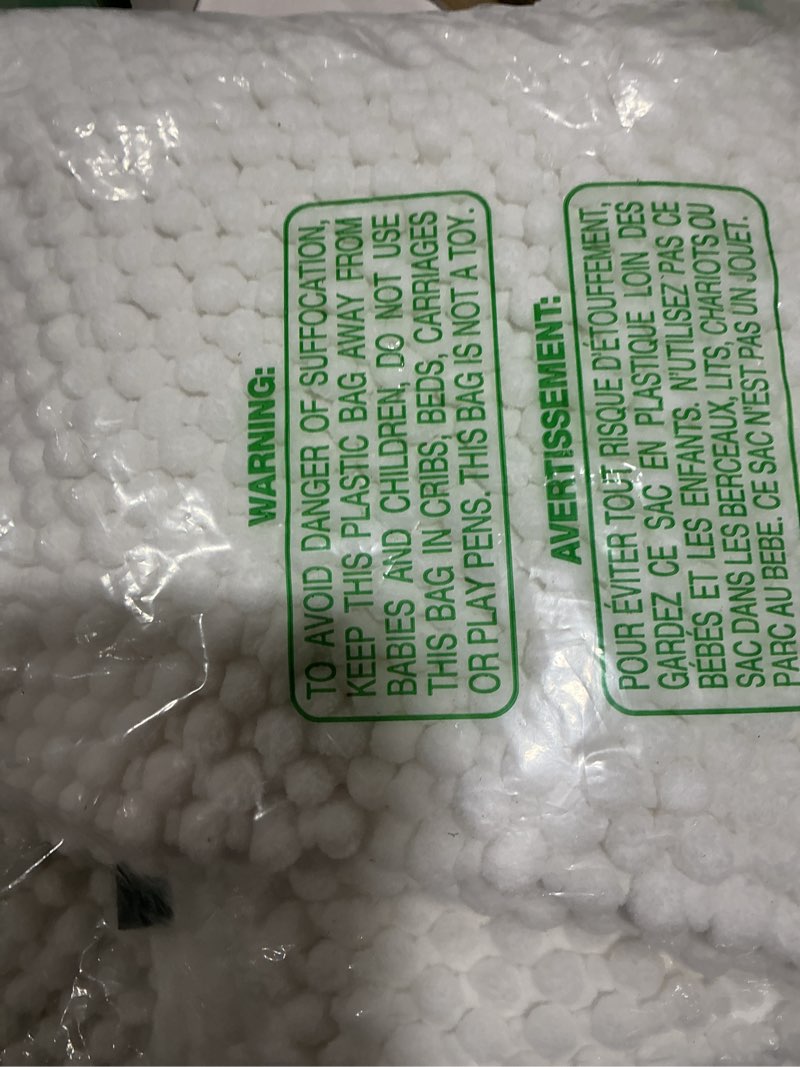 WARNING:
TO AVOID DANGER OF SUFFOCATION,
KEEP THIS PLASTIC BAG AWAY FROM
BABIES AND CHILDREN, DO NOT USE
THIS BAG IN CRIBS, BEDS, CARRIAGES
OR PLAY PENS. THIS BAG IS NOT A TOY.
AVERTISSEMENT:
POUR ÉVITER TOUT RISQUE D'ÉTOUFFEMENT,
GARDEZ CE SAC EN PLASTIQUE LOIN DES
BÉBÉS ET LES ENFANTS. N'UTILISEZ PAS CE
SAC DANS LES BERCEAUX, LITS, CHARIOTS OU
PARC AU BEBE. CE SAC N'EST PAS UN JOUET.